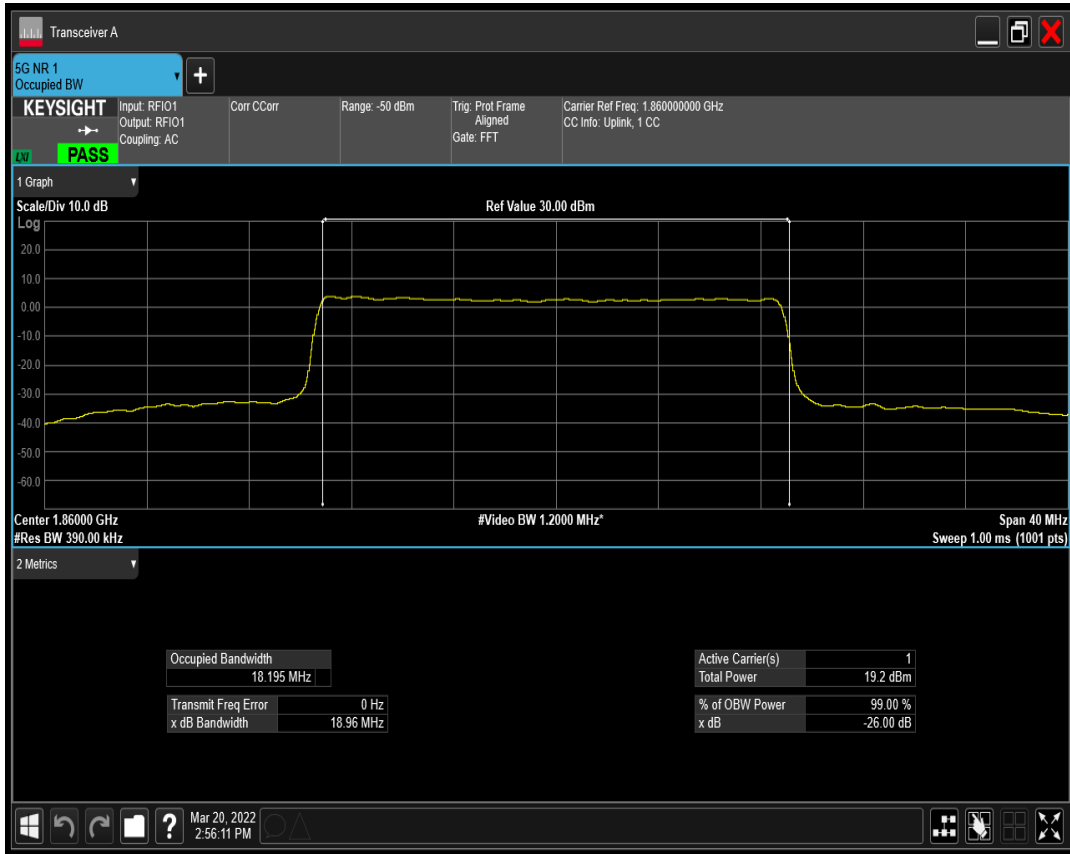 Transceiver A
5G NR 1
Occupied BW
+
KEYSIGHT
LXI
PASS
Input: RFIO1
Output: RFIO1
Coupling: AC
Corr CCorr
Range: -50 dBm
Trig: Prot Frame
Aligned
Gate: FFT
Carrier Ref Freq: 1.860000000 GHz
CC Info: Uplink, 1 CC
1 Graph
Scale/Div 10.0 dB
Ref Value 30.00 dBm
Log
20.0
10.0
0.00
-10.0
-20.0
-30.0
-40.0
-50.0
-60.0
Center 1.86000 GHz
#Video BW 1.2000 MHz*
Span 40 MHz
#Res BW 390.00 kHz
Sweep 1.00 ms (1001 pts)
2 Metrics
Occupied Bandwidth
18.195 MHz
Transmit Freq Error 0 Hz
x dB Bandwidth 18.96 MHz
Active Carrier(s) 1
Total Power 19.2 dBm
% of OBW Power 99.00 %
x dB -26.00 dB
?
Mar 20, 2022
2:56:11 PM